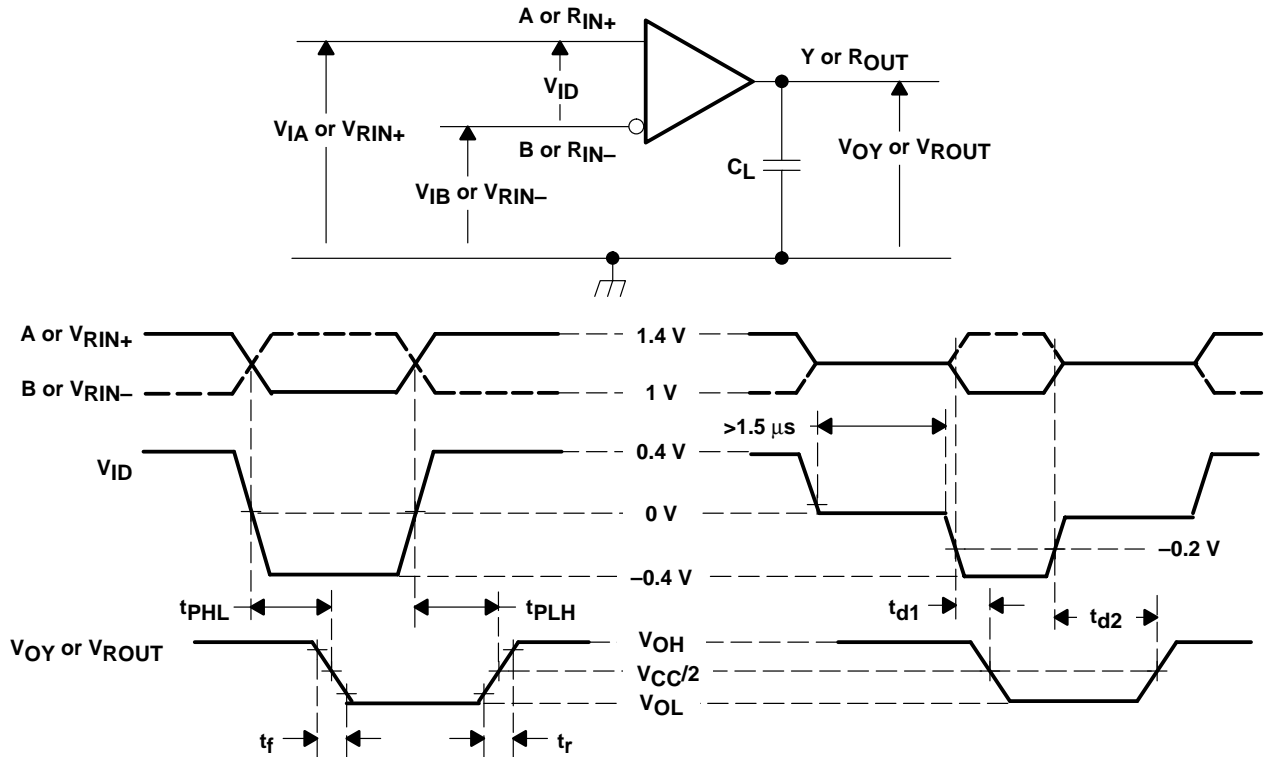 A or RIN+
VID
Y or ROUT
VIA or VRIN+
B or RIN–
VIB or VRIN–
CL
VOY or VROUT
A or VRIN+
1.4 V
B or VRIN–
1 V
>1.5 μs
VID
0.4 V
0 V
–0.2 V
–0.4 V
tPHL
tPLH
td1
td2
VOY or VROUT
VOH
VCC/2
VOL
tf
tr